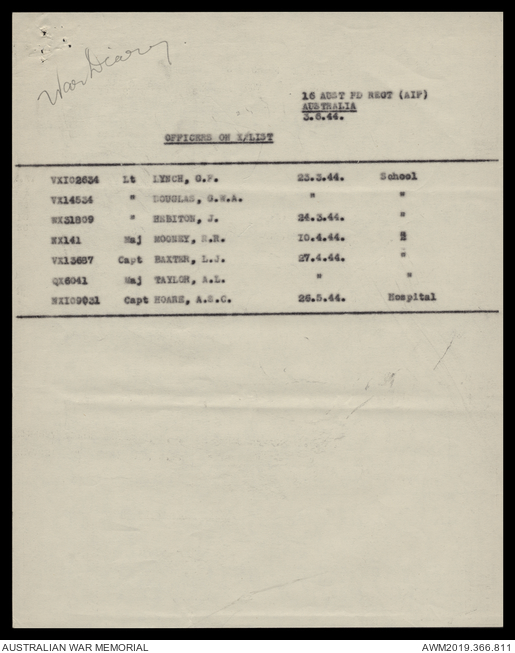 War Diary.
16 AUST FD REGT (AIF)
AUSTRALIA
3.6.44.
OFFICERS ON X/LIST
VX102634 Lt LYNCH, G.F. 23.3.44. School
VX14534 " DOUGLAS, G.W.A. " "
NX31809 " HEBITON, J. 24.3.44. "
NX141 Maj MOONEY, R.R. 10.4.44. "
VX13687 Capt BAXTER, L.J. 27.4.44. "
QX6041 Maj TAYLOR, A.L. " "
NX109031 Capt HOARE, A.S.C. 26.5.44. Hospital
AUSTRALIAN WAR MEMORIAL AWM2019.366.811